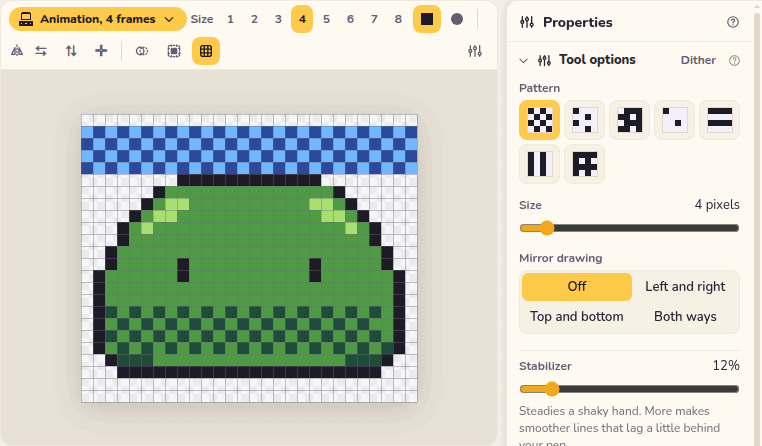 Animation, 4 frames
Size 1 2 3 4 5 6 7 8
Properties
Tool options
Dither
Pattern
Size
4 pixels
Mirror drawing
Off
Left and right
Top and bottom
Both ways
Stabilizer
12%
Steadies a shaky hand. More makes
smoother lines that lag a little behind
your pen.